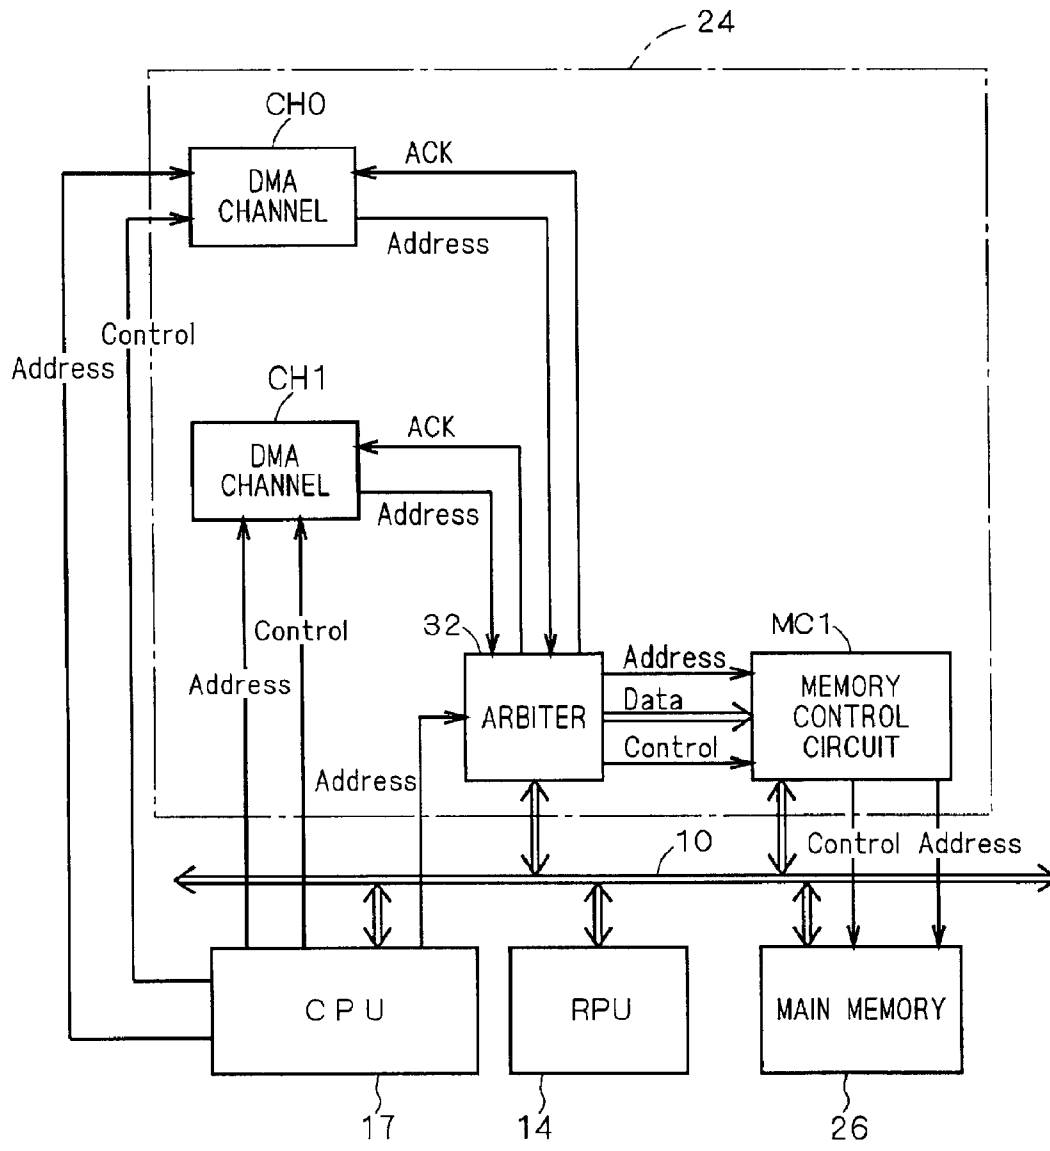 24
CH0
DMA
CHANNEL
ACK
Address
Control
Address
CH1
DMA
CHANNEL
ACK
Address
Control
Address
32
ARBITER
Address
Data
Control
MC1
MEMORY
CONTROL
CIRCUIT
Address
Control
Address
10
CPU
RPU
MAIN MEMORY
17
14
26